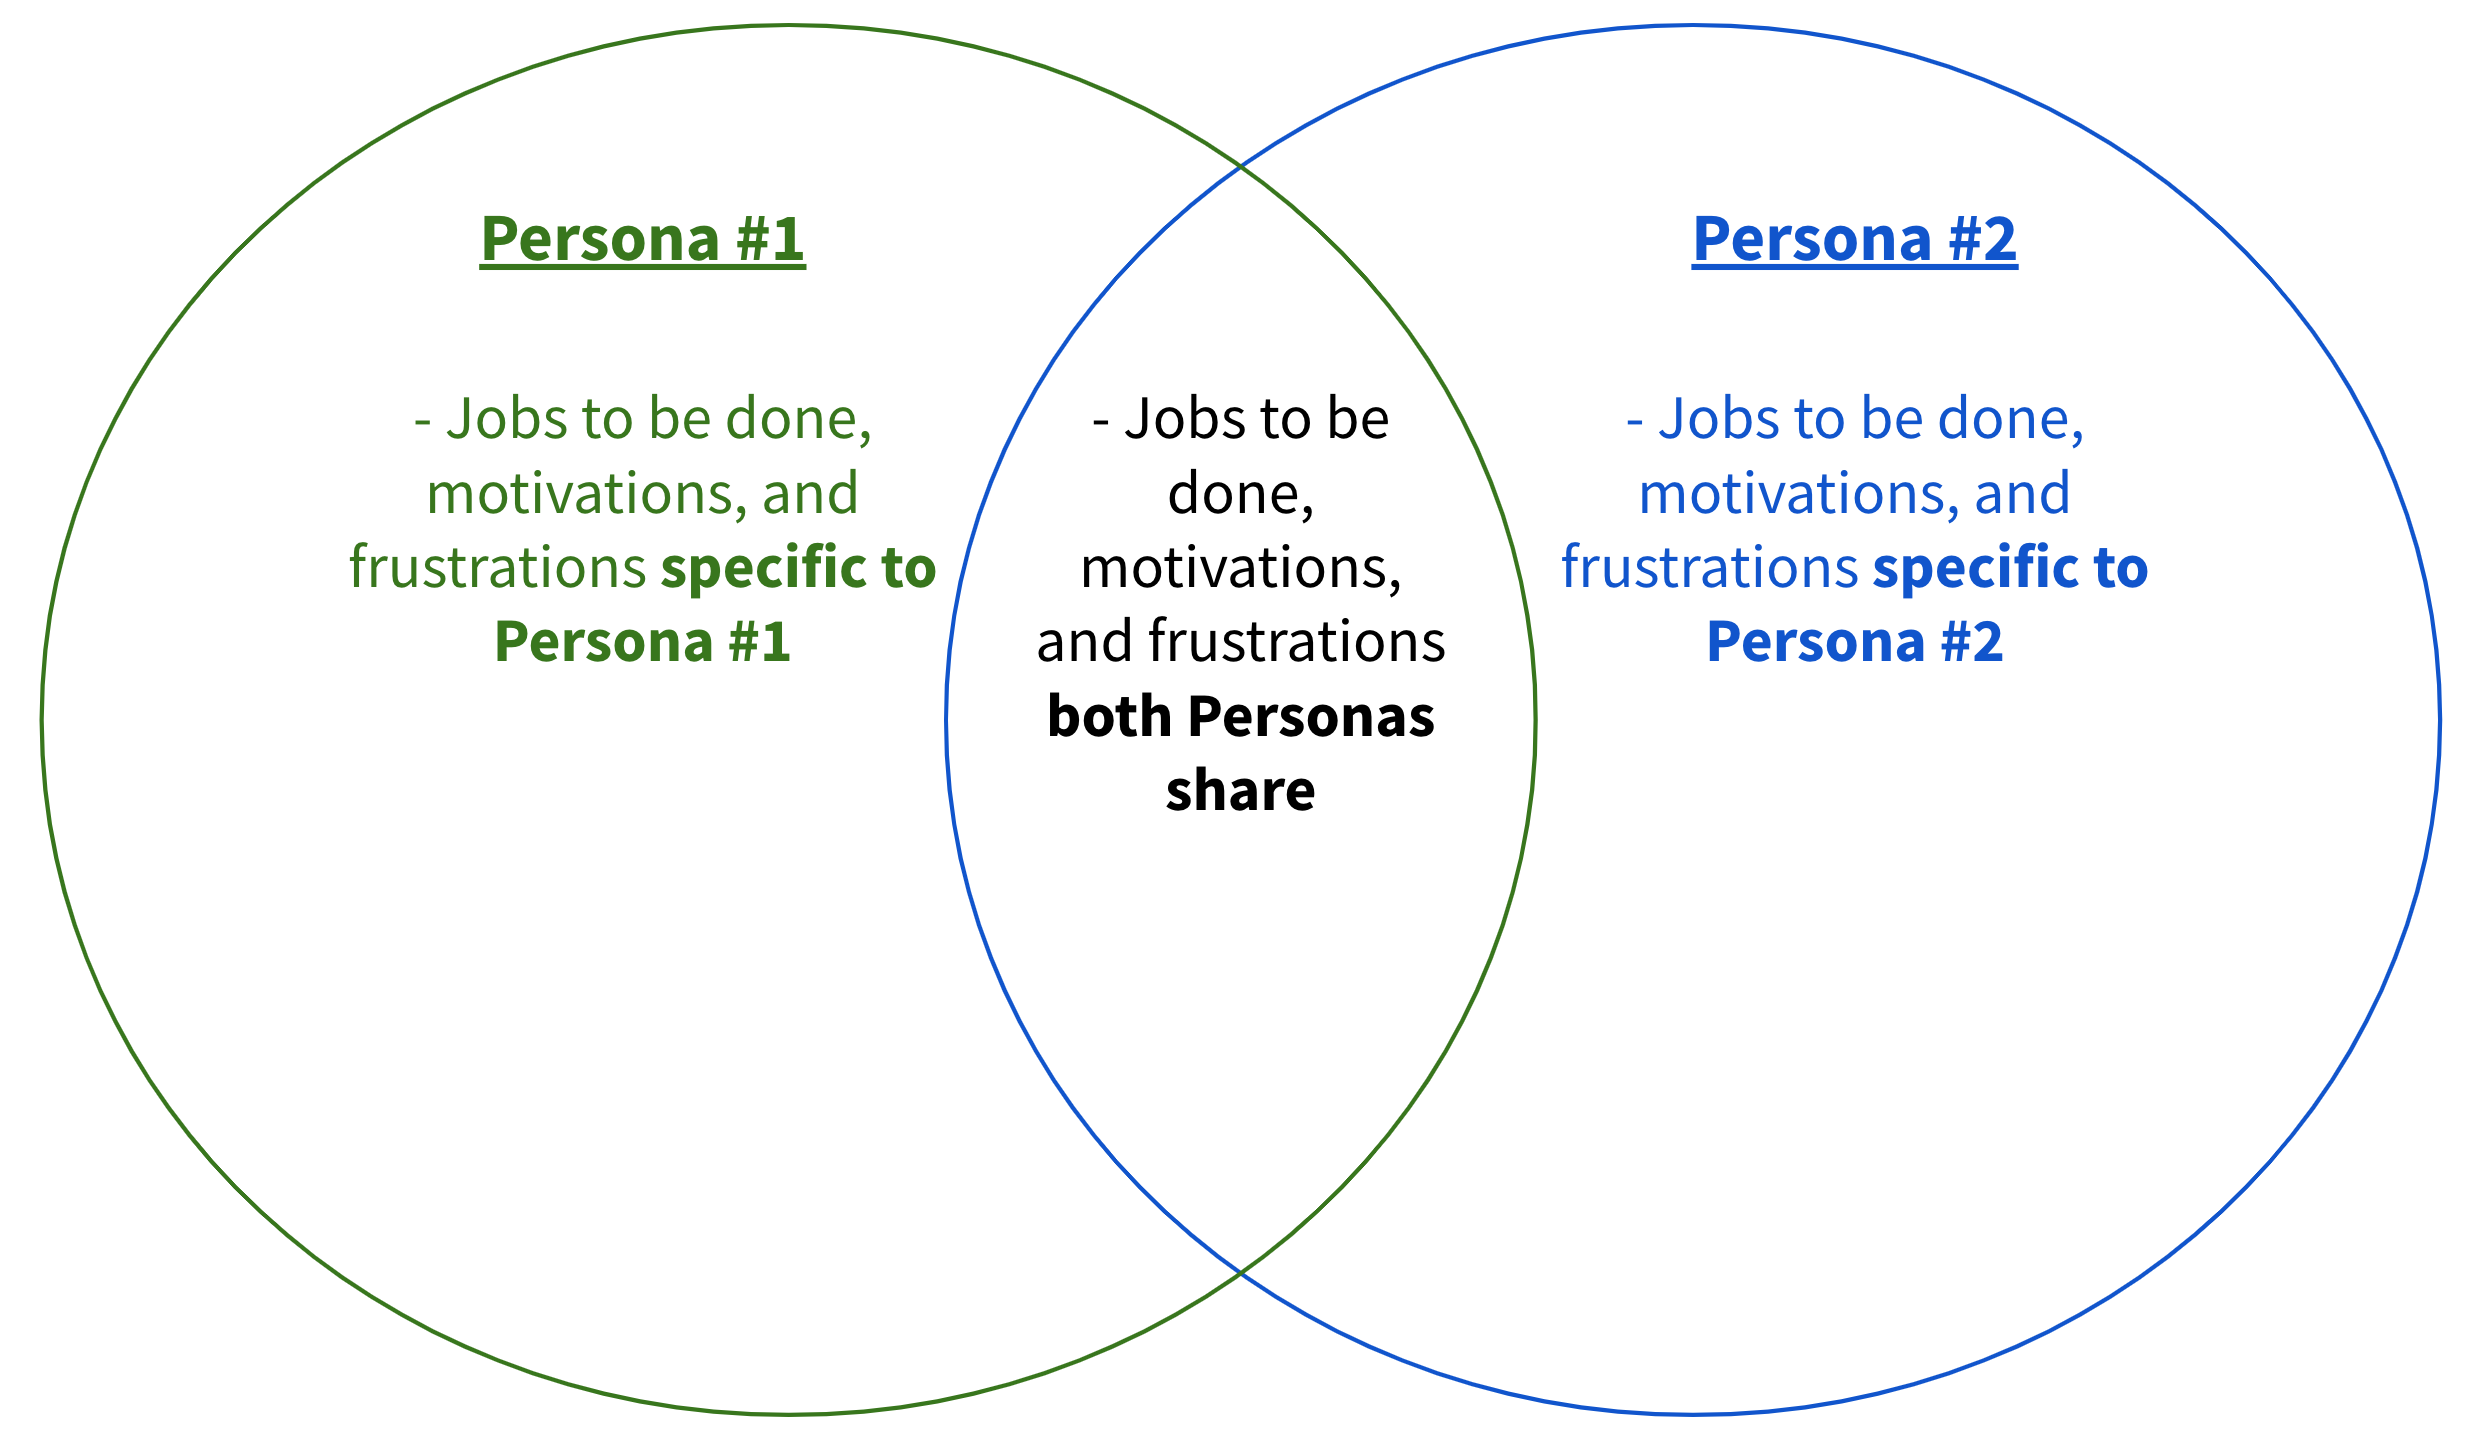 Persona #1
- Jobs to be done,
motivations, and
frustrations specific to
Persona #1
- Jobs to be
done,
motivations,
and frustrations
both Personas
share
Persona #2
- Jobs to be done,
motivations, and
frustrations specific to
Persona #2